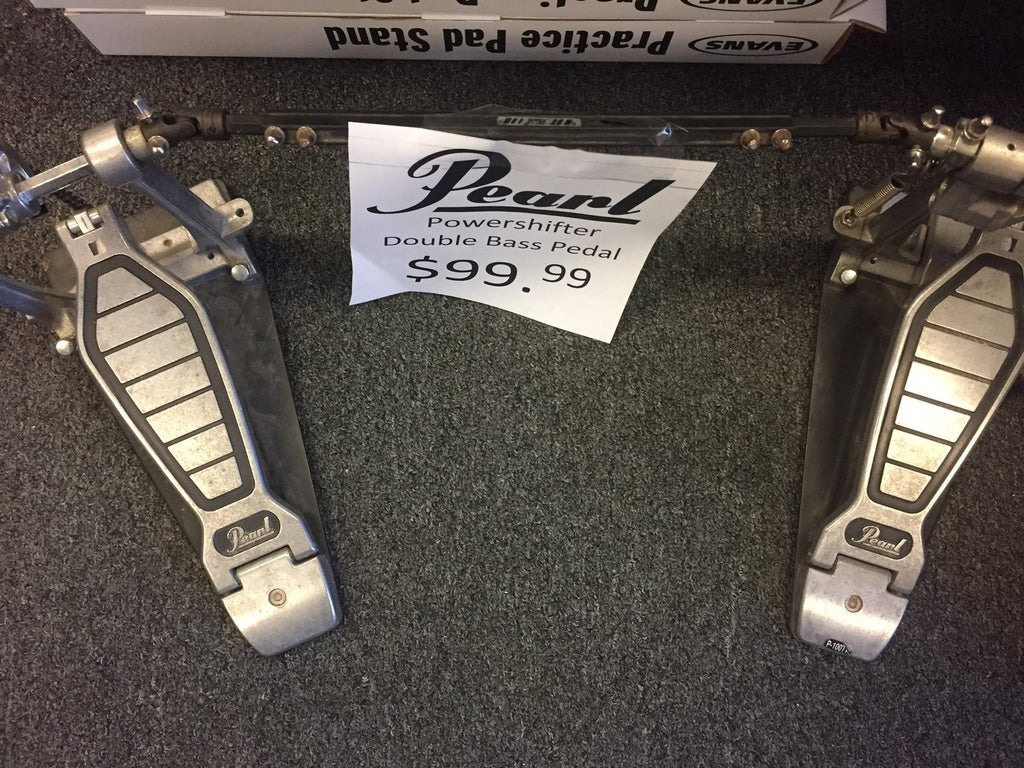 Practice Pad Stand EVANS
Pearl
Powershifter
Double Bass Pedal
$99.99
Pearl
Pearl